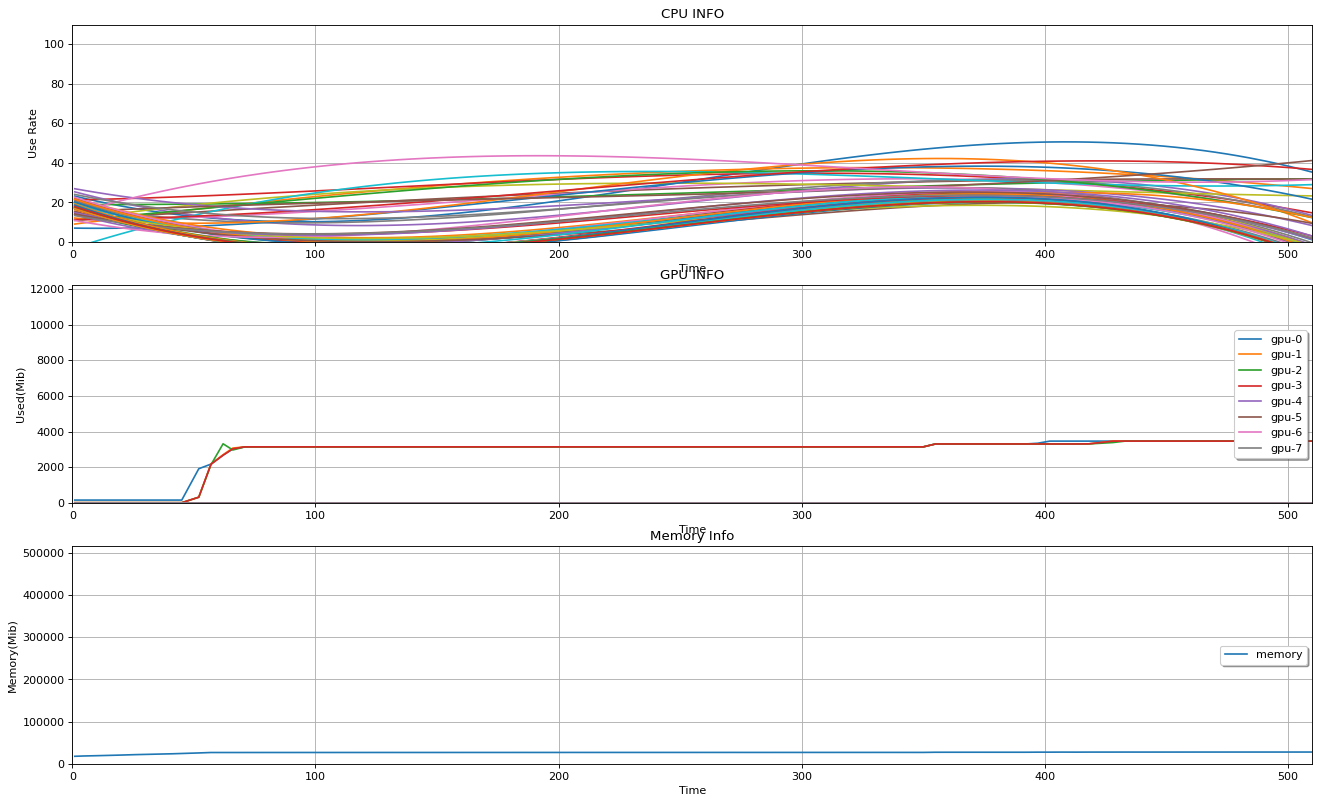 CPU INFO
Use Rate
100
80
60
40
20
0
0 100 200 300 400 500
Time
GPU INFO
Used(Mib)
12000
10000
8000
6000
4000
2000
0
gpu-0
gpu-1
gpu-2
gpu-3
gpu-4
gpu-5
gpu-6
gpu-7
0 100 200 300 400 500
Time
Memory Info
Memory(Mib)
500000
400000
300000
200000
100000
0
memory
0 100 200 300 400 500
Time